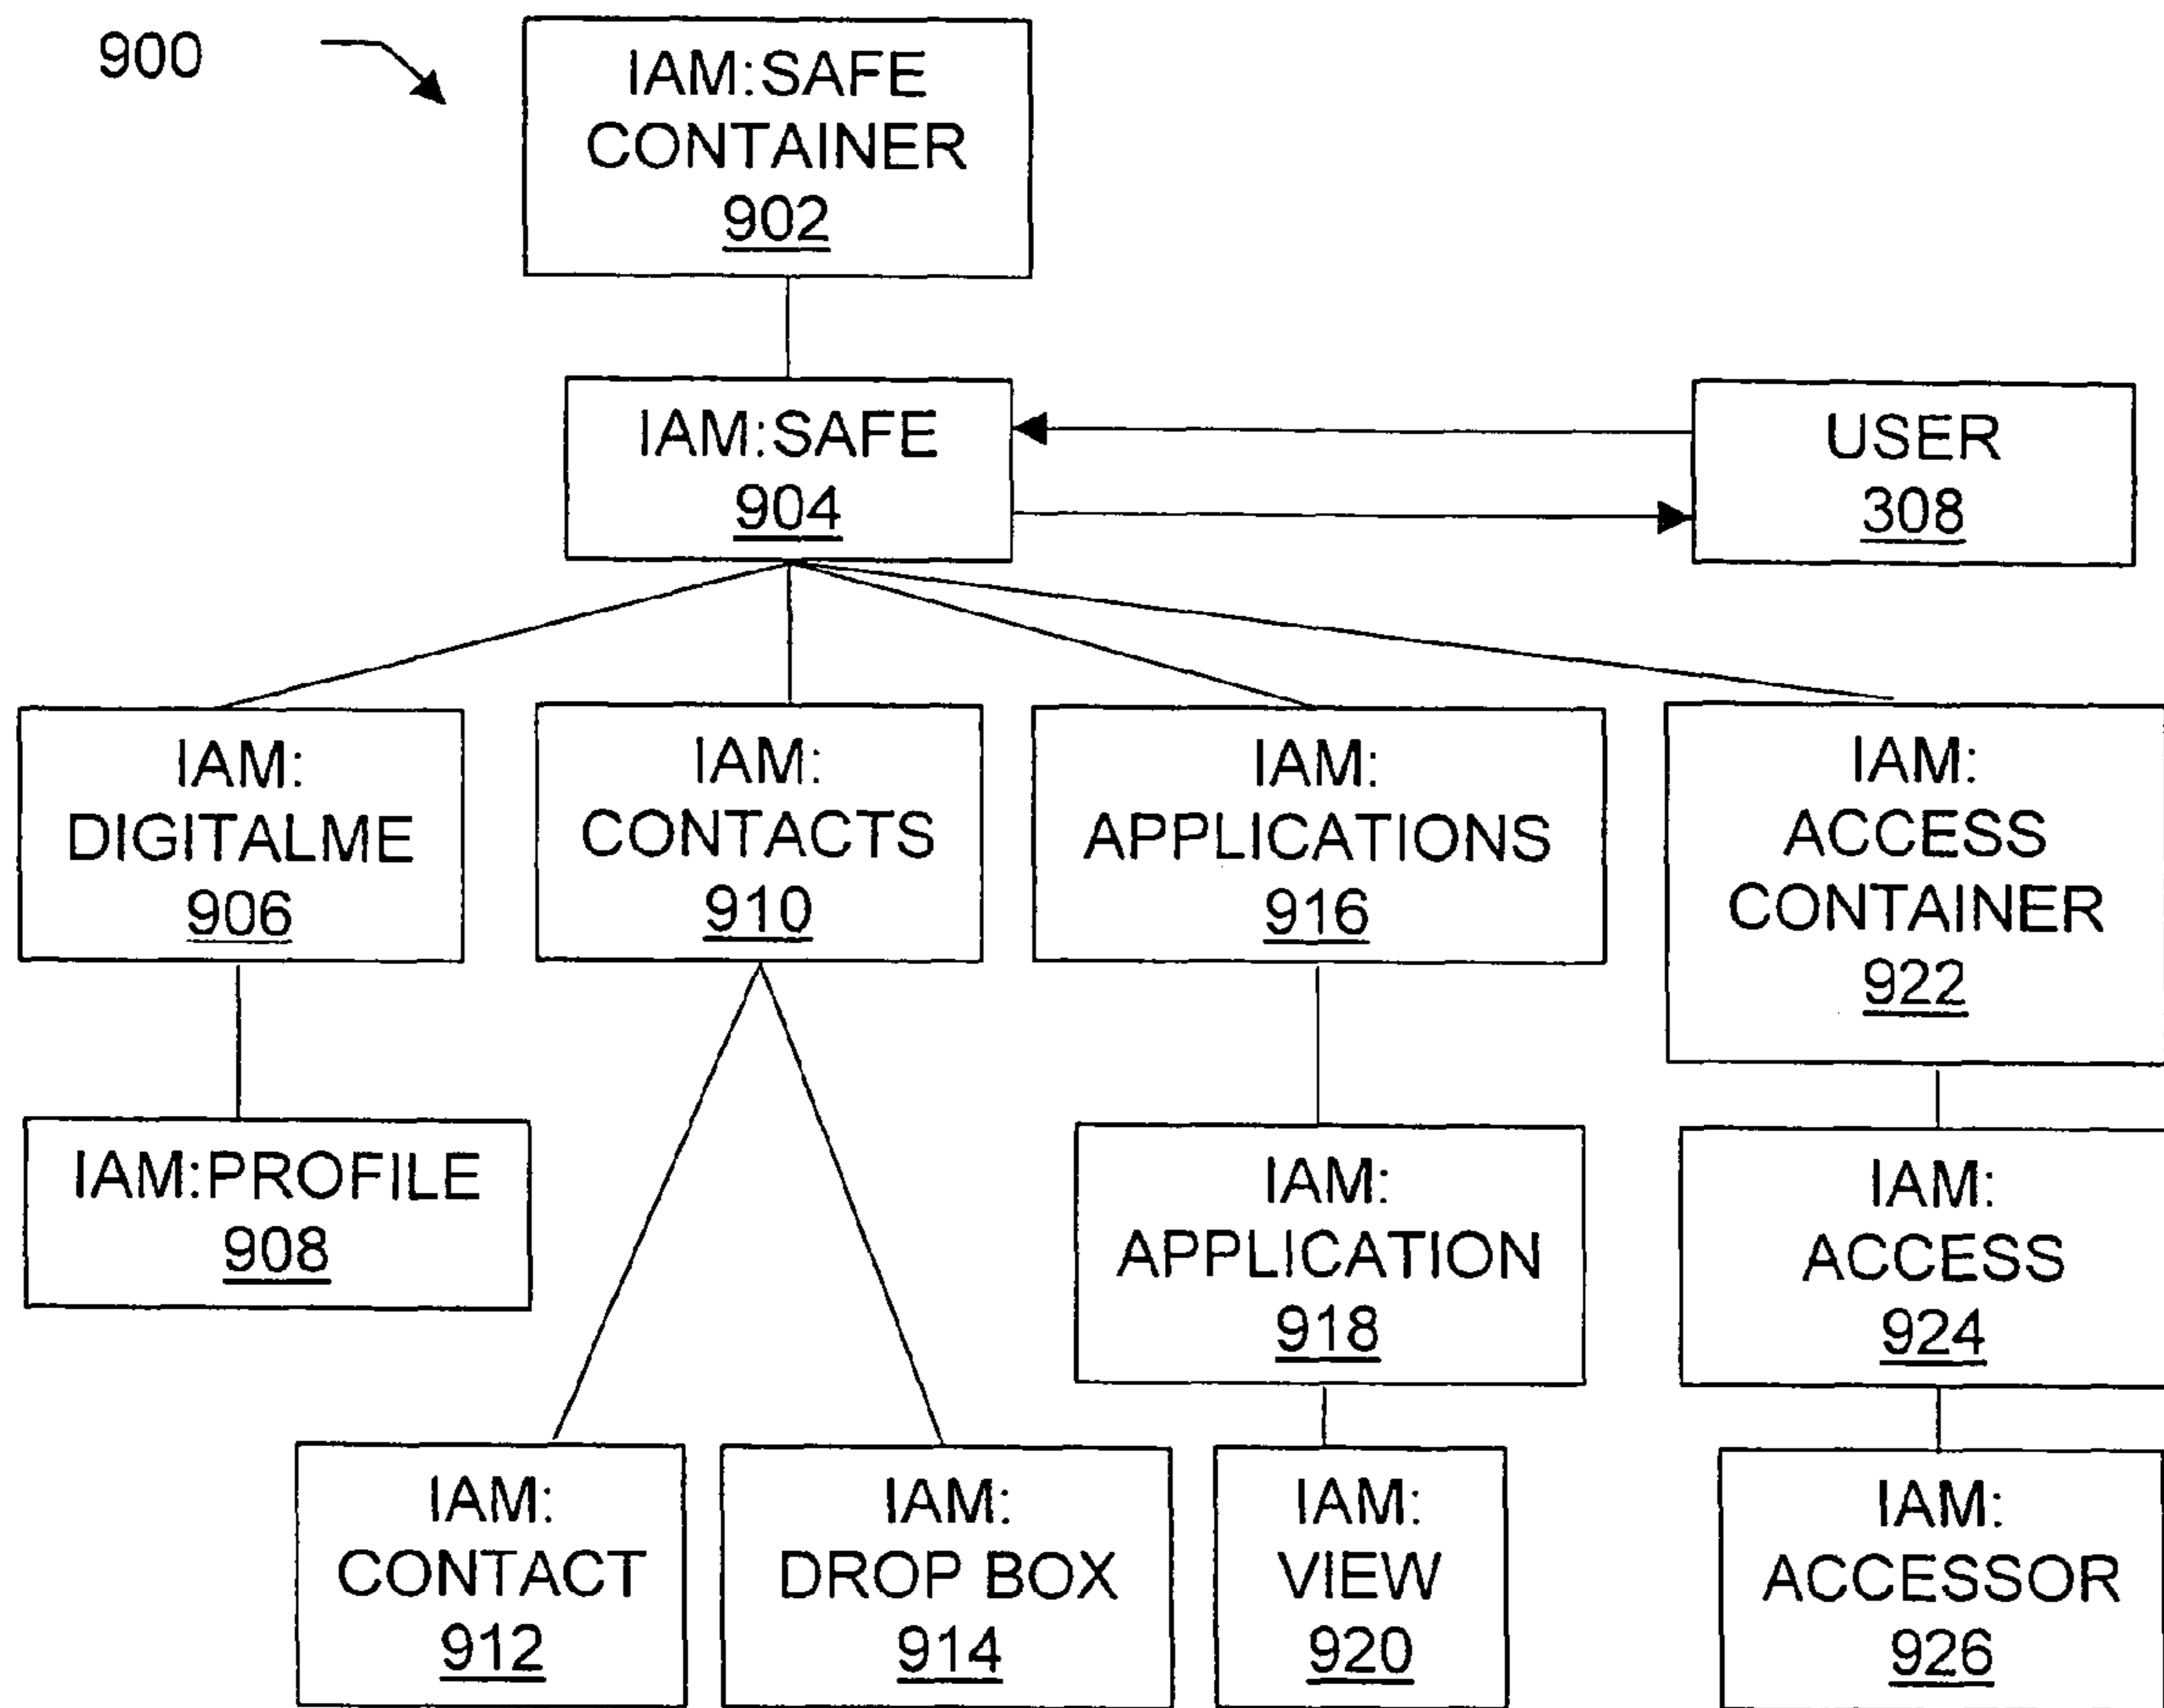 900
IAM:SAFE
CONTAINER
902
IAM:SAFE
904
USER
308
IAM:
DIGITALME
906
IAM:
CONTACTS
910
IAM:
APPLICATIONS
916
IAM:
ACCESS
CONTAINER
922
IAM:PROFILE
908
IAM:
APPLICATION
918
IAM:
ACCESS
924
IAM:
CONTACT
912
IAM:
DROP BOX
914
IAM:
VIEW
920
IAM:
ACCESSOR
926